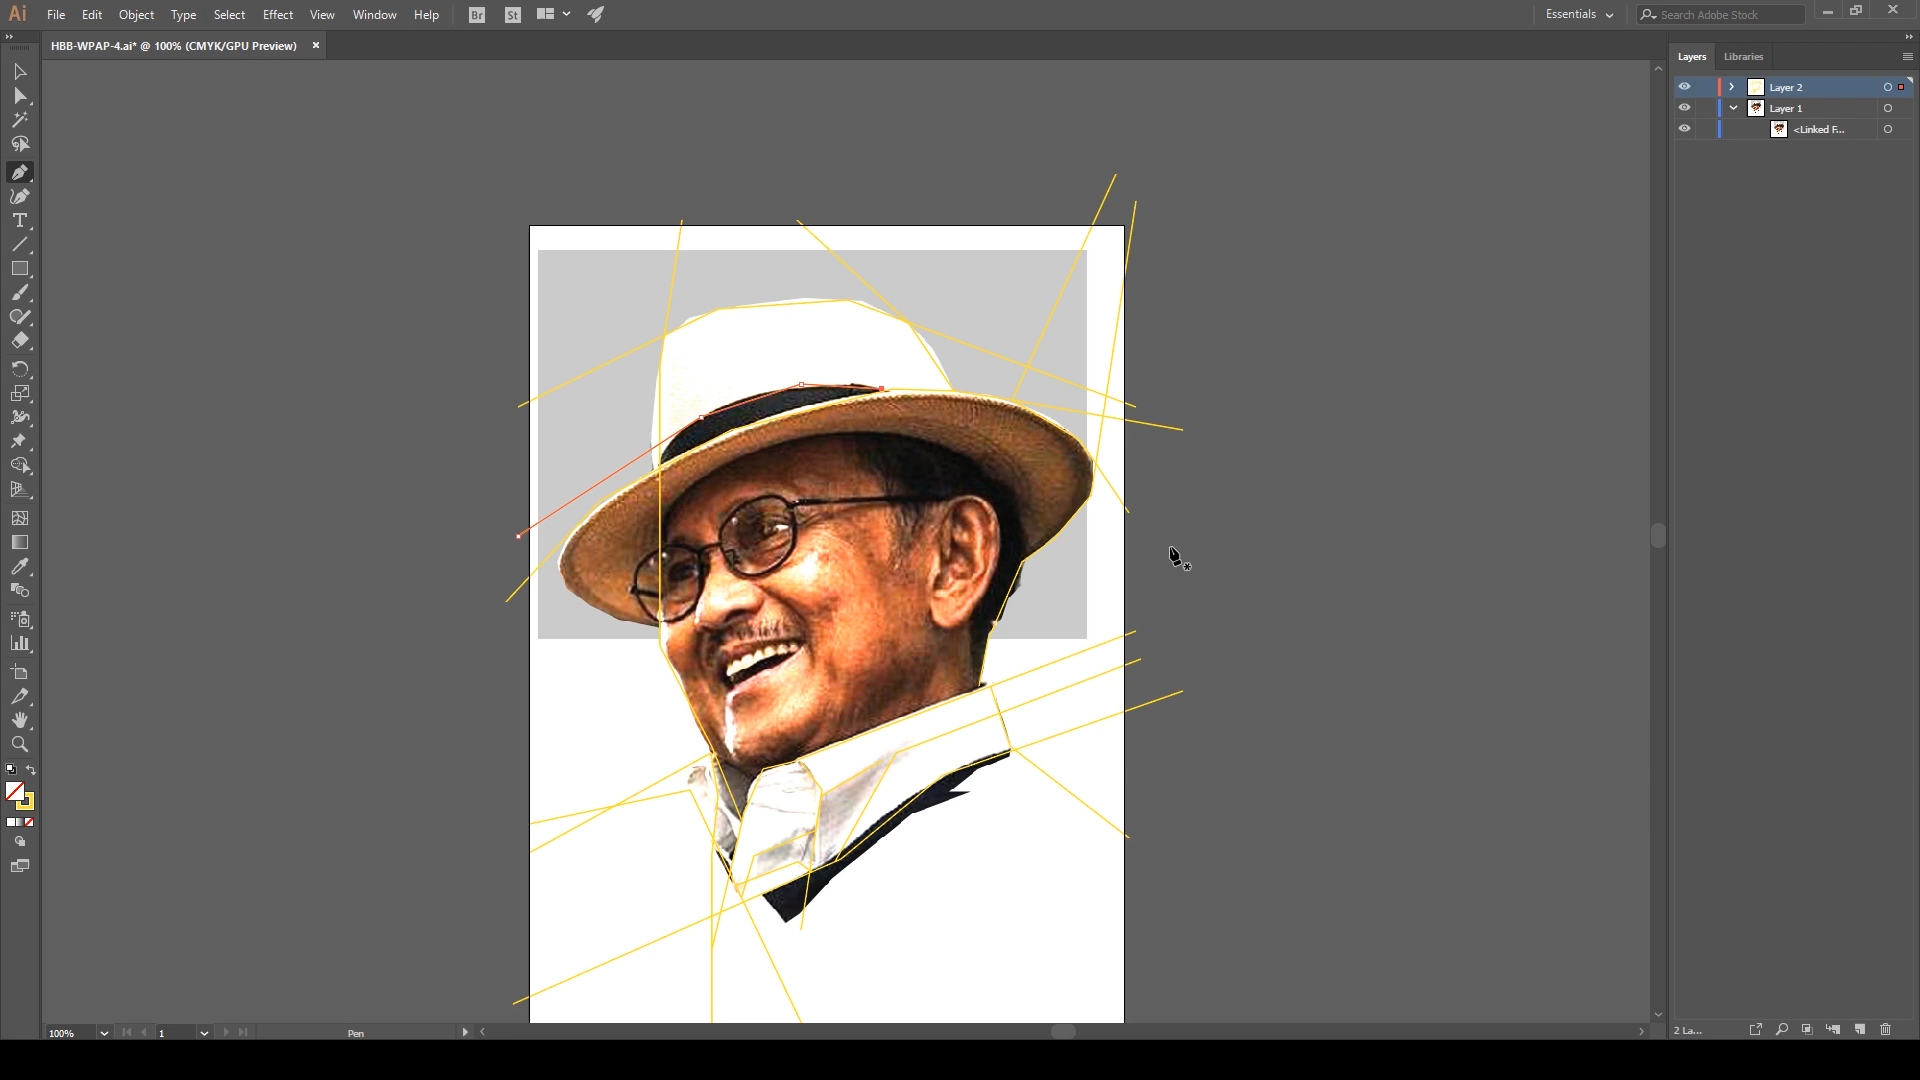 Ai File Edit Object Type Select Effect View Window Help Br St Essentials Search Adobe Stock
HBB-WPAP-4.ai* @ 100% (CMYK/GPU Preview)
Layers Libraries
Layer 2
Layer 1
<Linked F...
100% 1 Pen 2 La...